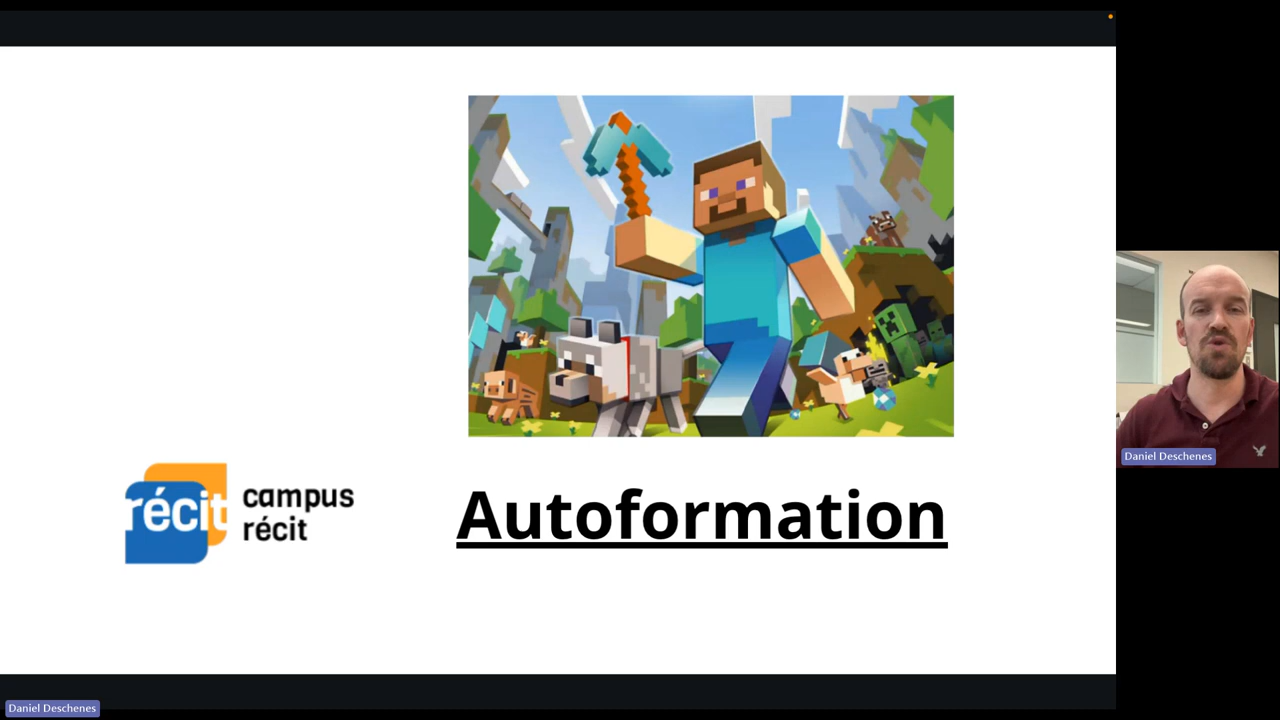 récit
campus
récit
Autoformation
Daniel Deschenes
Daniel Deschenes